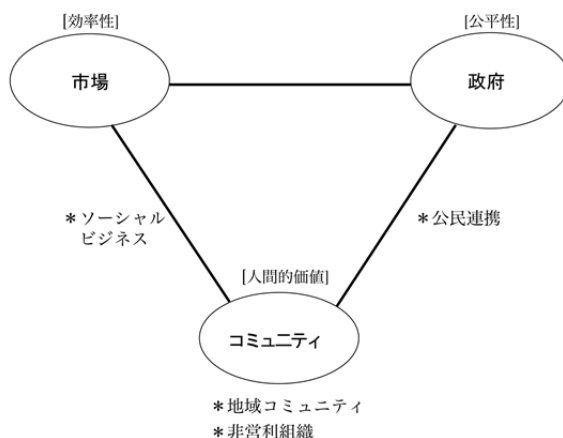 [効率性]
[公平性]
市場
政府
＊ソーシャル
ビジネス
＊公民連携
[人間的価値]
コミュニティ
＊地域コミュニティ
＊非営利組織